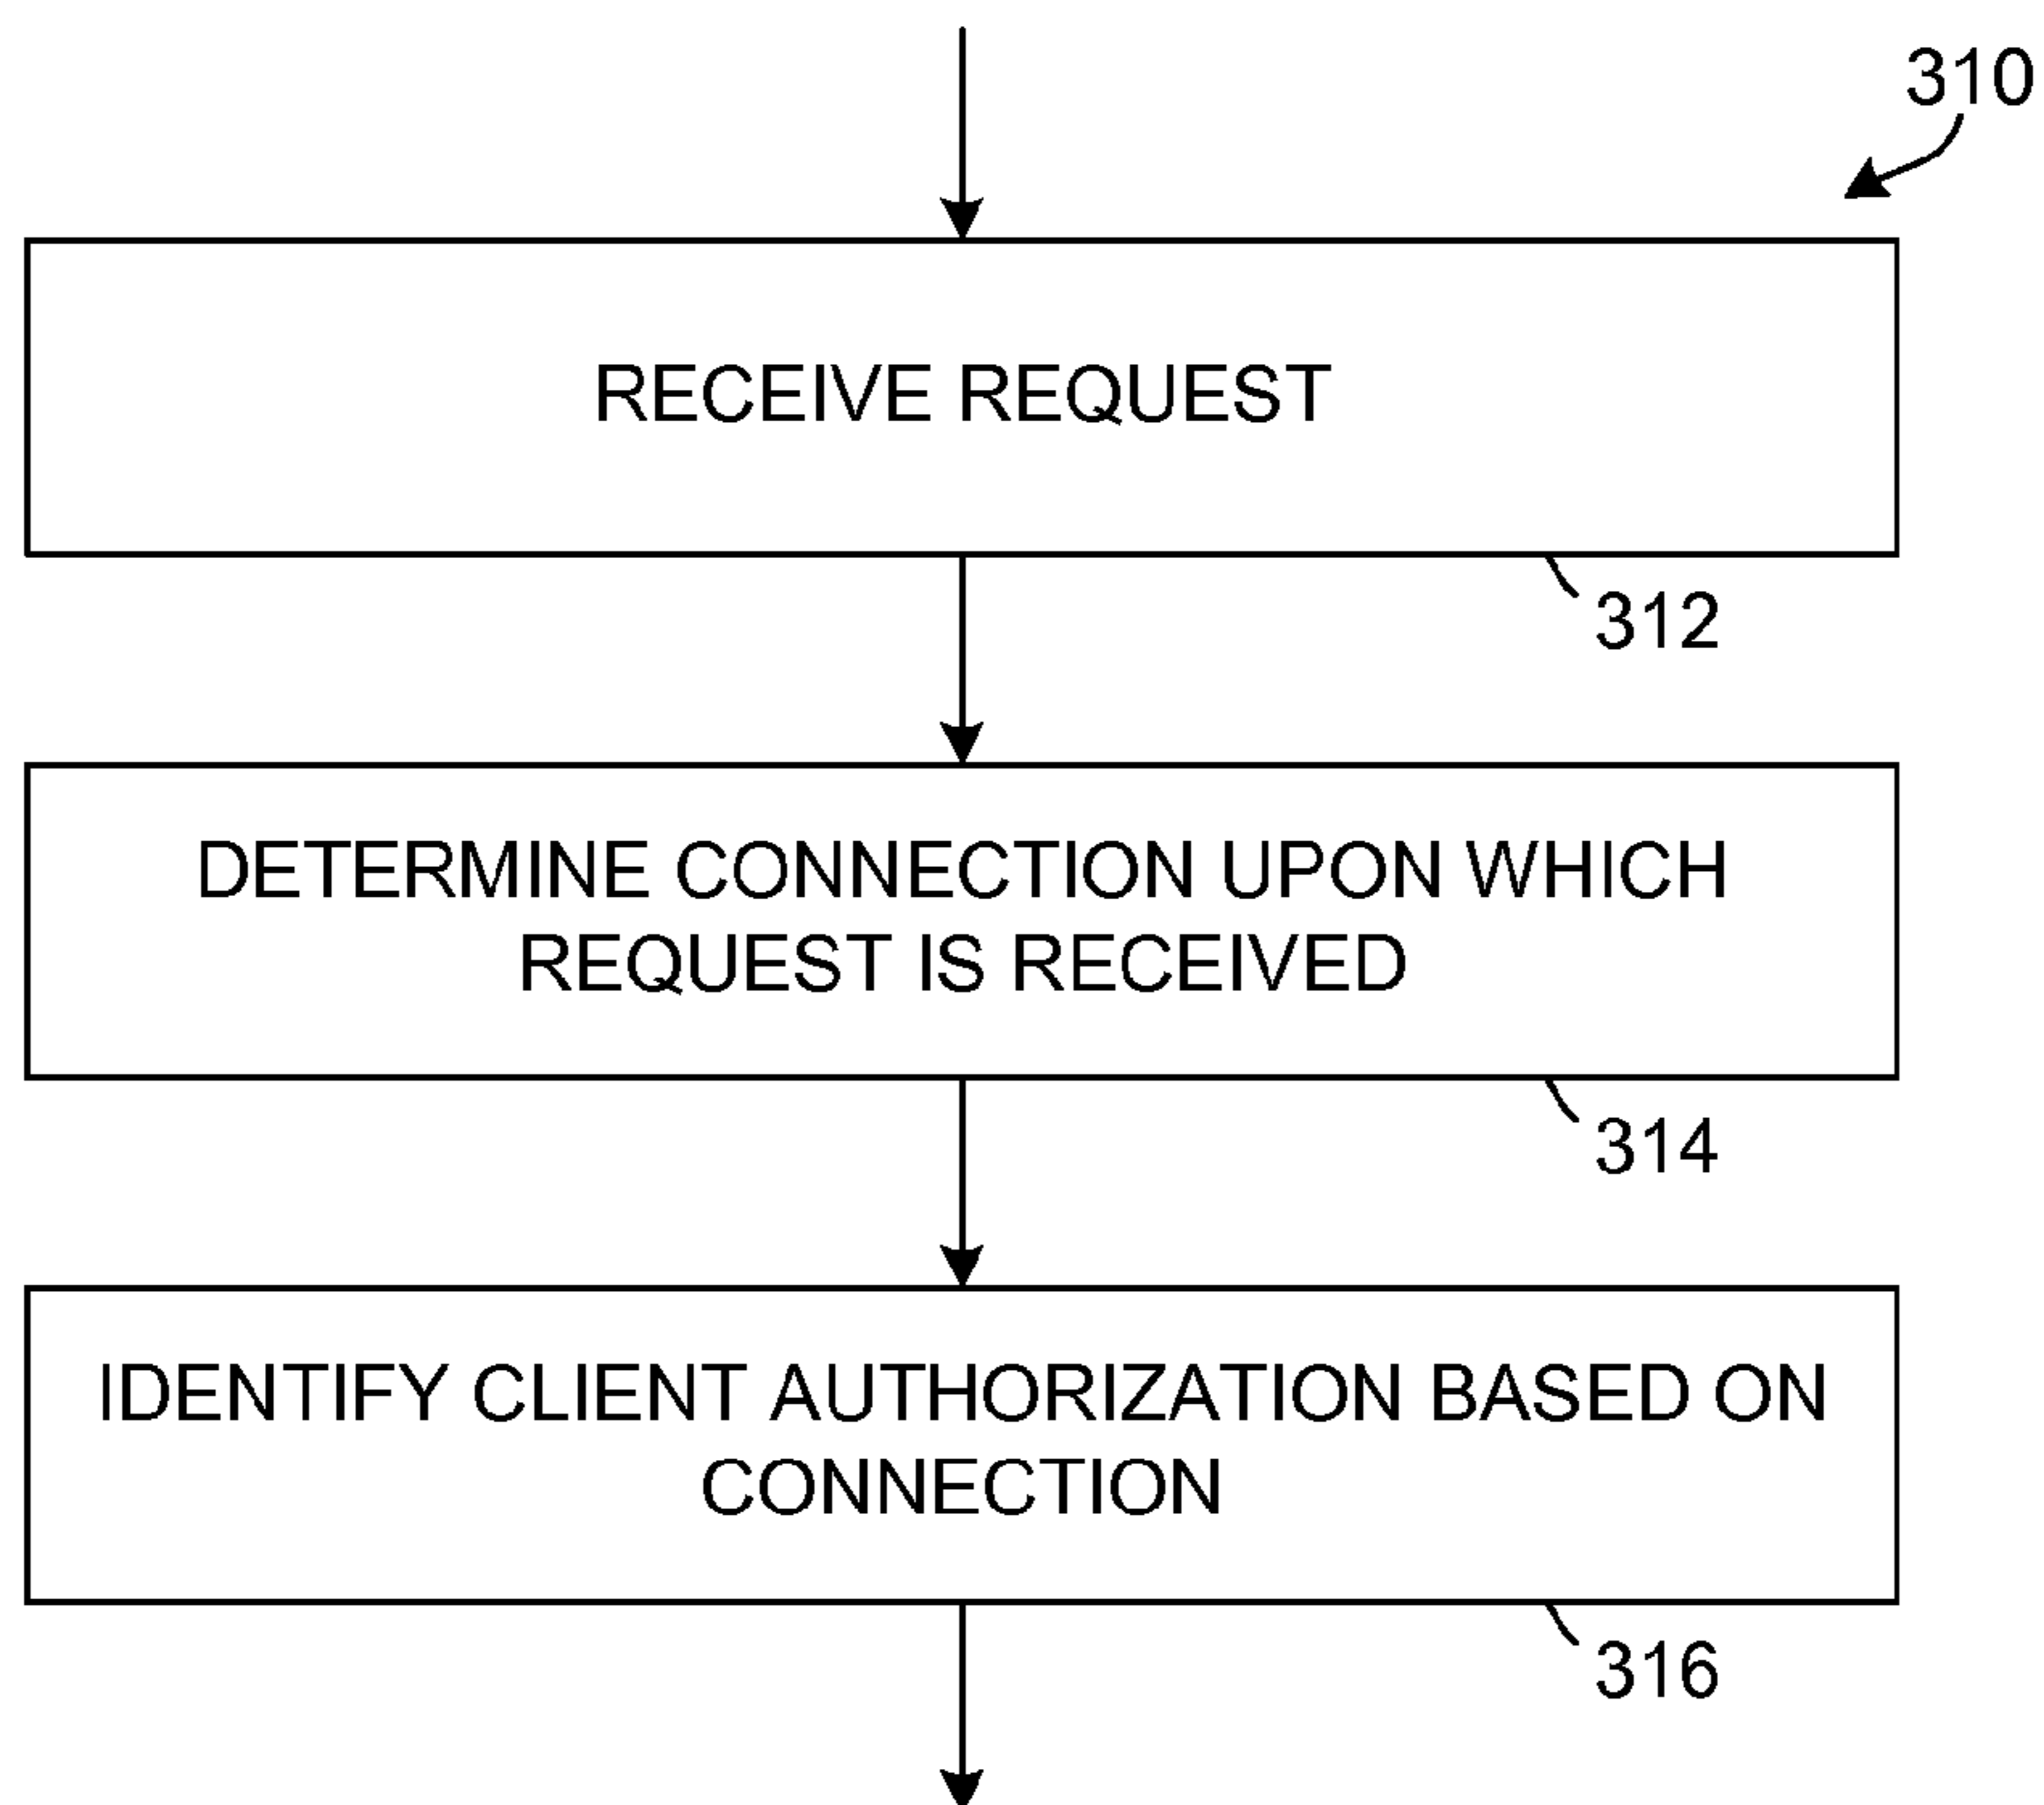 310
RECEIVE REQUEST
312
DETERMINE CONNECTION UPON WHICH
REQUEST IS RECEIVED
314
IDENTIFY CLIENT AUTHORIZATION BASED ON
CONNECTION
316